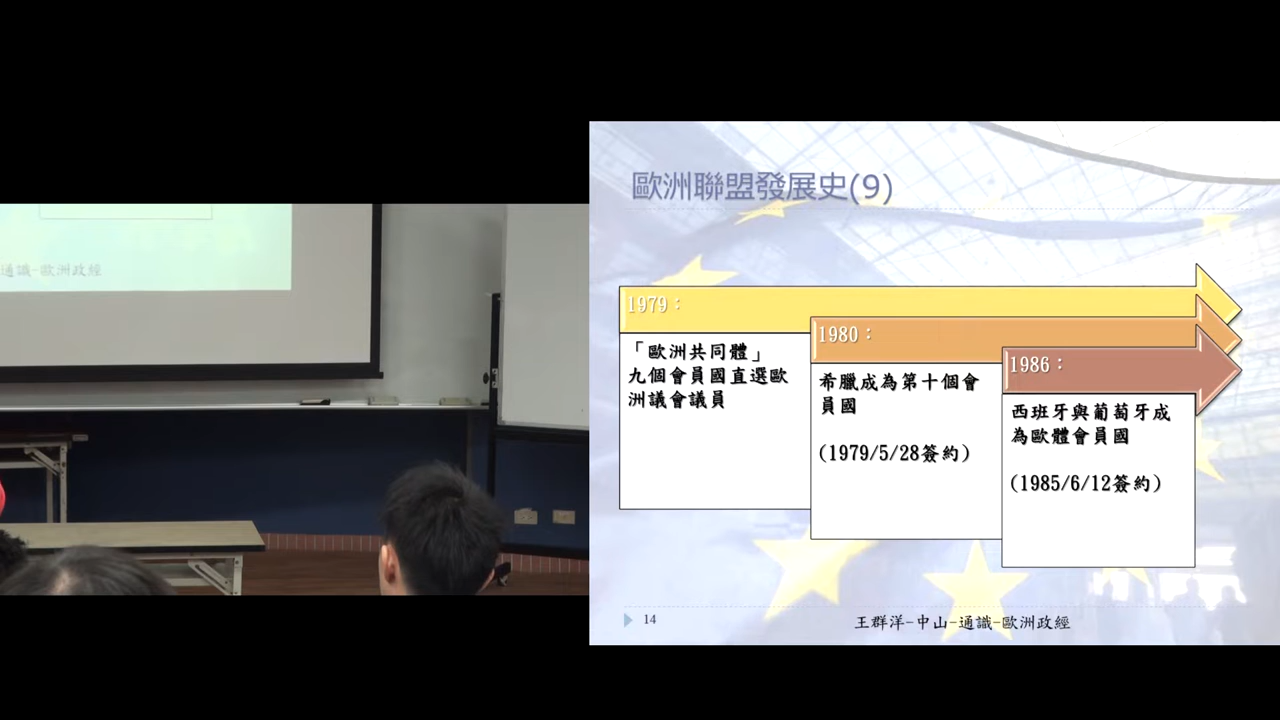 通識-歐洲政經
歐洲聯盟發展史(9)
1979：
「歐洲共同體」
九個會員國直選歐
洲議會議員
1980：
希臘成為第十個會
員國
(1979/5/28簽約)
1986：
西班牙與葡萄牙成
為歐體會員國
(1985/6/12簽約)
14
王群洋-中山-通識-歐洲政經